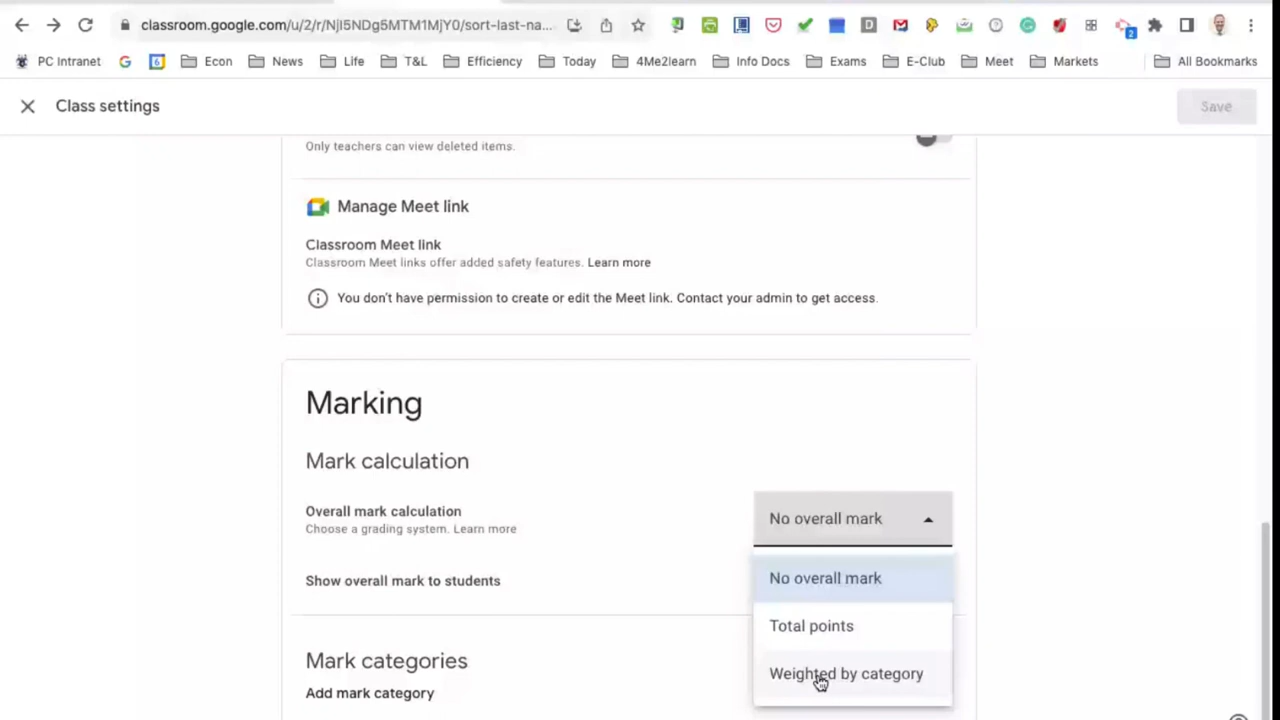 classroom.google.com/u/2/r/NjI5NDg5MTM1MjY0/sort-last-na...
2
PC Intranet
6
Econ
News
Life
T&L
Efficiency
Today
4Me2learn
Info Docs
Exams
E-Club
Meet
Markets
All Bookmarks
Class settings
Save
Only teachers can view deleted items.
Manage Meet link
Classroom Meet link
Classroom Meet links offer added safety features. Learn more
You don't have permission to create or edit the Meet link. Contact your admin to get access.
Marking
Mark calculation
Overall mark calculation
Choose a grading system. Learn more
No overall mark
Show overall mark to students
No overall mark
Total points
Weighted by category
Mark categories
Add mark category